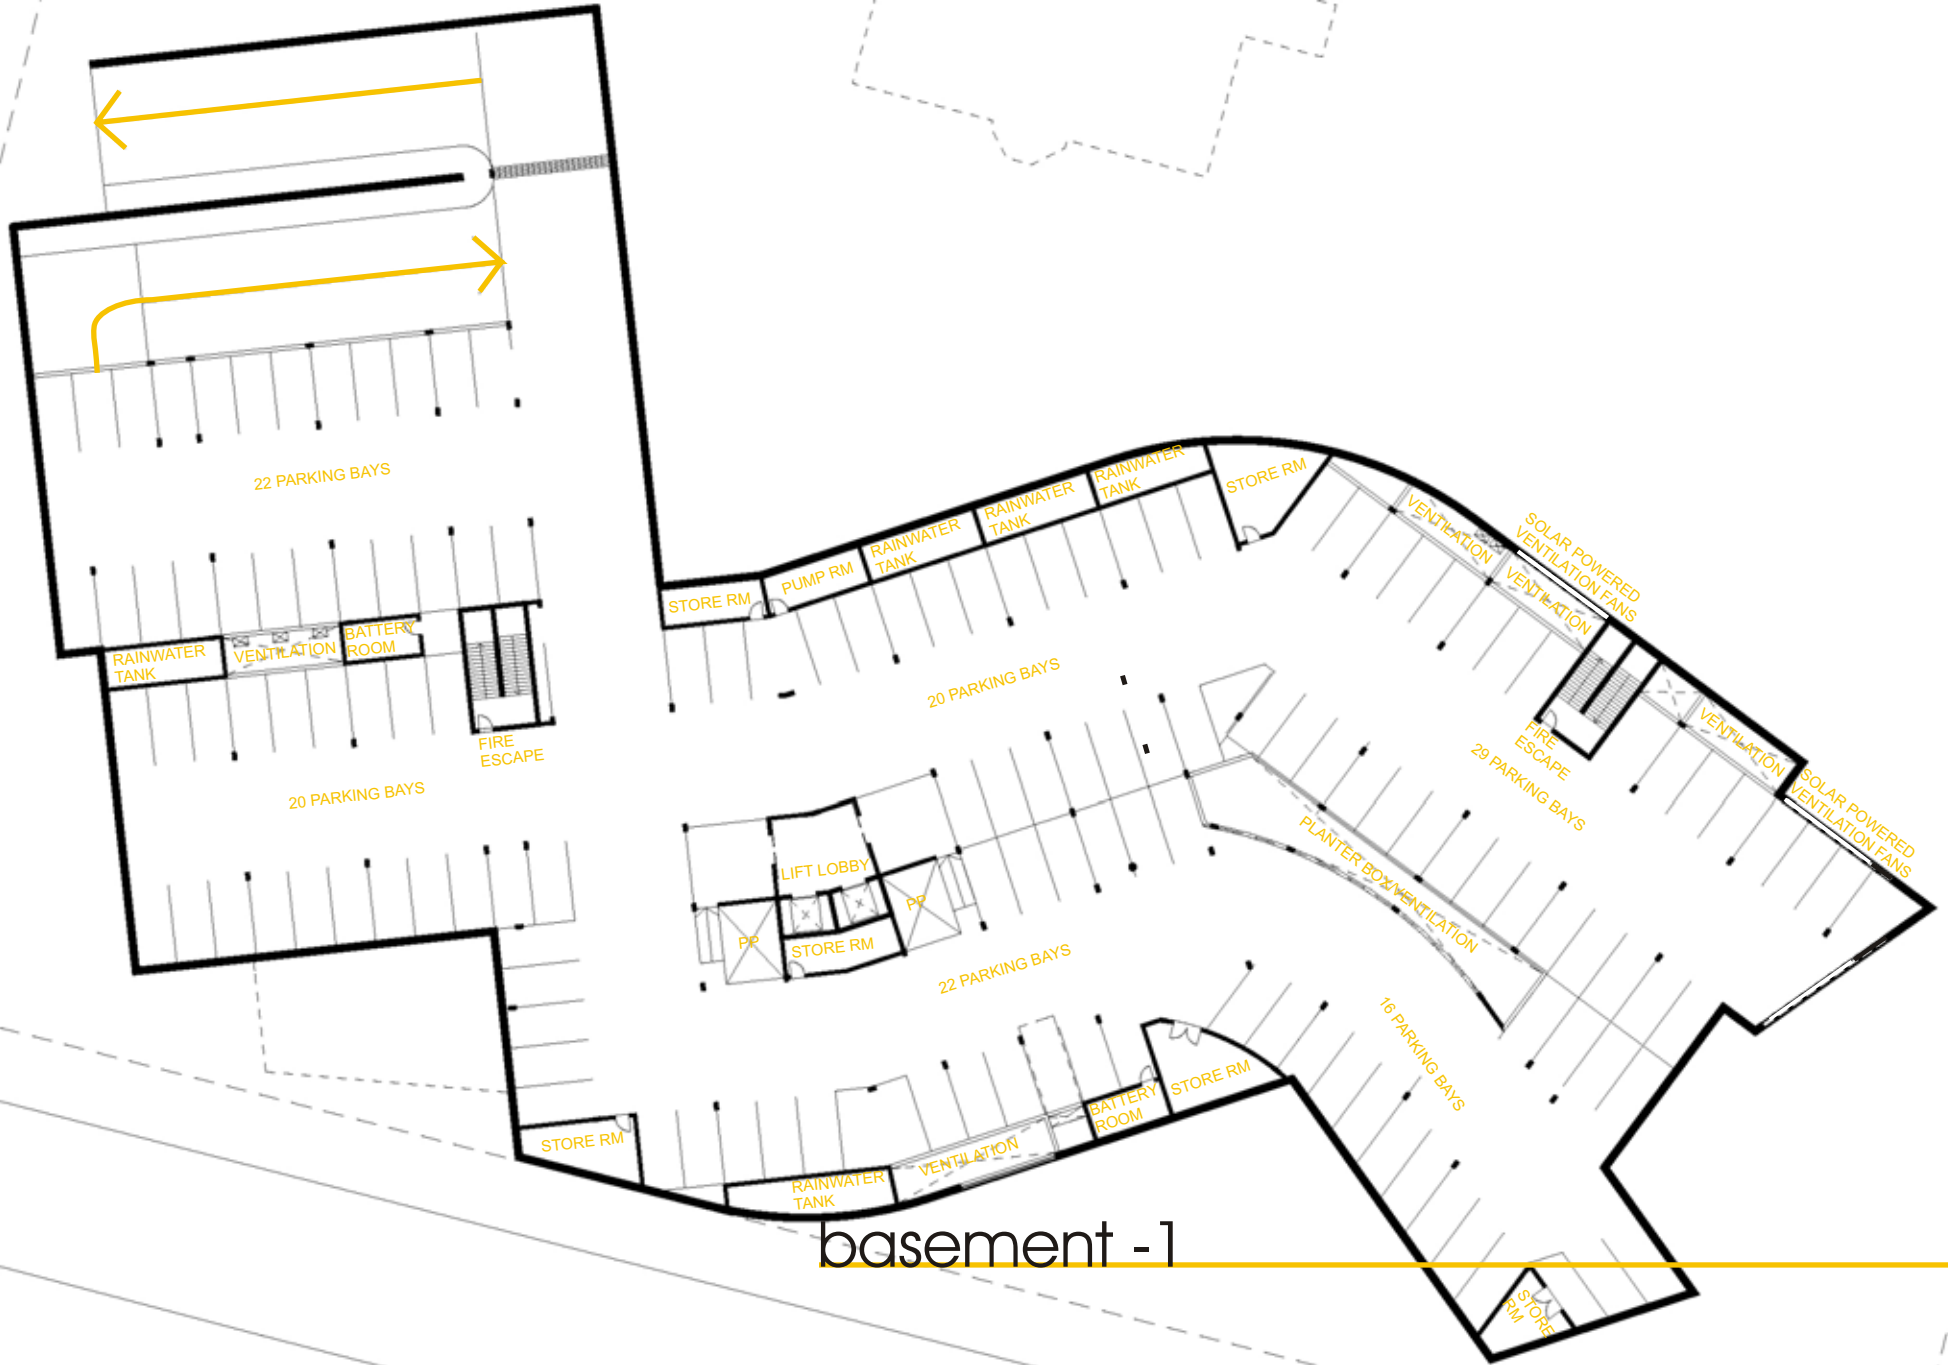 22 PARKING BAYS
RAINWATER
TANK
VENTILATION
BATTERY
ROOM
FIRE
ESCAPE
20 PARKING BAYS
STORE RM
PUMP RM
RAINWATER
TANK
RAINWATER
TANK
RAINWATER
TANK
STORE RM
VENTILATION
VENTILATION
SOLAR POWERED
VENTILATION FANS
20 PARKING BAYS
FIRE
ESCAPE
29 PARKING BAYS
VENTILATION
SOLAR POWERED
VENTILATION FANS
PLANTER BOX/VENTILATION
LIFT LOBBY
PP
PP
STORE RM
22 PARKING BAYS
16 PARKING BAYS
STORE RM
BATTERY
ROOM
STORE RM
VENTILATION
RAINWATER
TANK
STORE
RM
basement -1